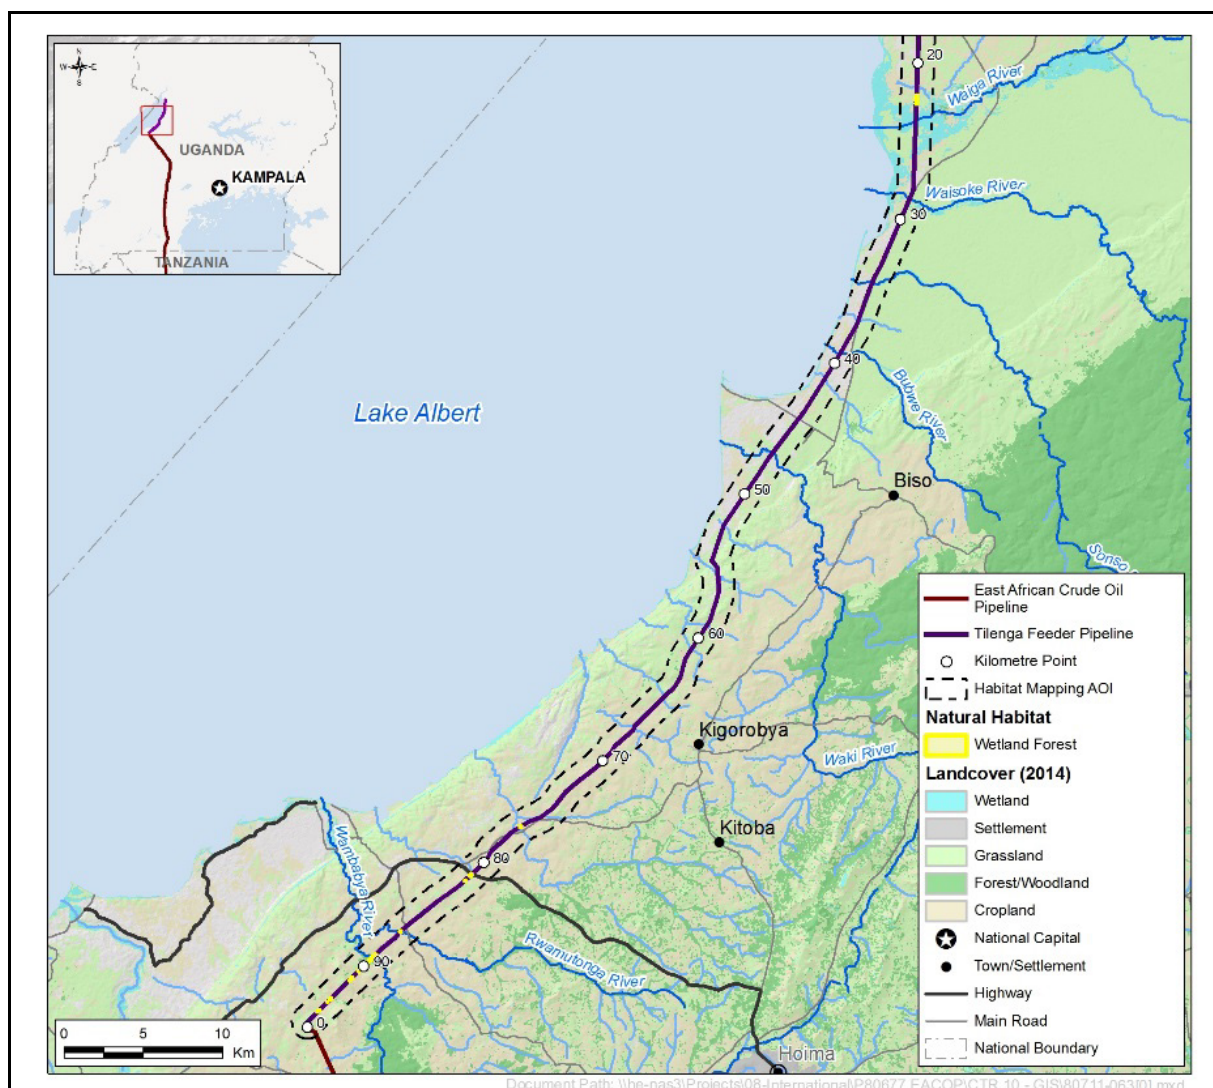 N
W E
S
UGANDA
KAMPALA
TANZANIA
20
Waiga River
Waisoke River
30
40
Bubwe River
Lake Albert
50
Biso
Sonso
60
Kigorobya
Waki River
70
Kitoba
80
Wambabya River
Rwamutonga River
90
0
Hoima
0 5 10
Km
East African Crude Oil
Pipeline
Tilenga Feeder Pipeline
Kilometre Point
Habitat Mapping AOI
Natural Habitat
Wetland Forest
Landcover (2014)
Wetland
Settlement
Grassland
Forest/Woodland
Cropland
National Capital
Town/Settlement
Highway
Main Road
National Boundary